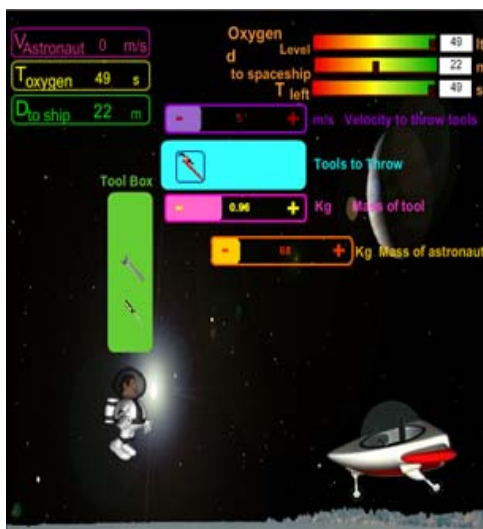 VAstronaut 0 m/s
Toxygen 49 s
Dto ship 22 m
Oxygen Level 49
d to spaceship 22
T left 49 s
- + m/s Velocity to throw tools
Tools to Throw
Tool Box
- 0.96 + Kg Mass of tool
- 68 + Kg Mass of astronaut